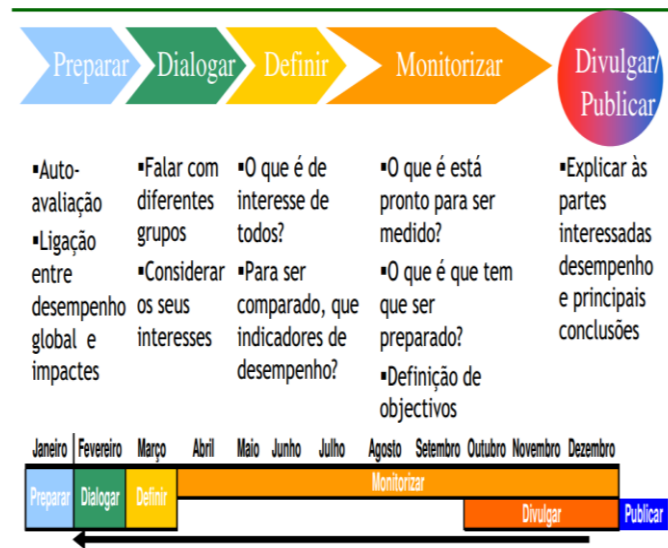 Preparar
Dialogar
Definir
Monitorizar
Divulgar/
Publicar
▪Auto-
avaliação
▪Ligação
entre
desempenho
global e
impactes
▪Falar com
diferentes
grupos
▪Considerar
os seus
interesses
▪O que é de
interesse de
todos?
▪Para ser
comparado, que
indicadores de
desempenho?
▪O que é está
pronto para ser
medido?
▪O que é que tem
que ser
preparado?
▪Definição de
objectivos
▪Explicar às
partes
interessadas
desempenho
e principais
conclusões
Janeiro Fevereiro Março Abril Maio Junho Julho Agosto Setembro Outubro Novembro Dezembro
Preparar Dialogar Definir Monitorizar
Divulgar Publicar